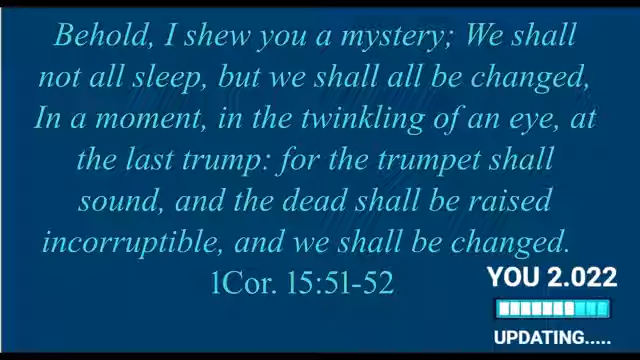 Behold, I shew you a mystery; We shall
not all sleep, but we shall all be changed,
In a moment, in the twinkling of an eye, at
the last trump: for the trumpet shall
sound, and the dead shall be raised
incorruptible, and we shall be changed.
1Cor. 15:51-52
YOU 2.022
UPDATING.....